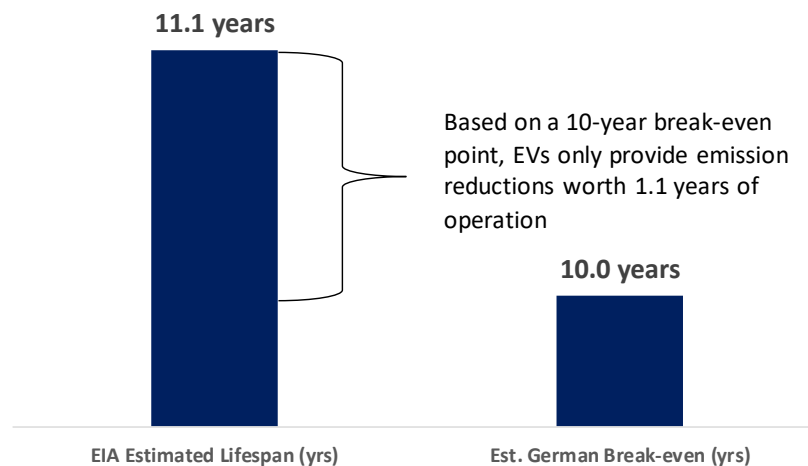 11.1 years
Based on a 10-year break-even
point, EVs only provide emission
reductions worth 1.1 years of
operation
10.0 years
EIA Estimated Lifespan (yrs)
Est. German Break-even (yrs)